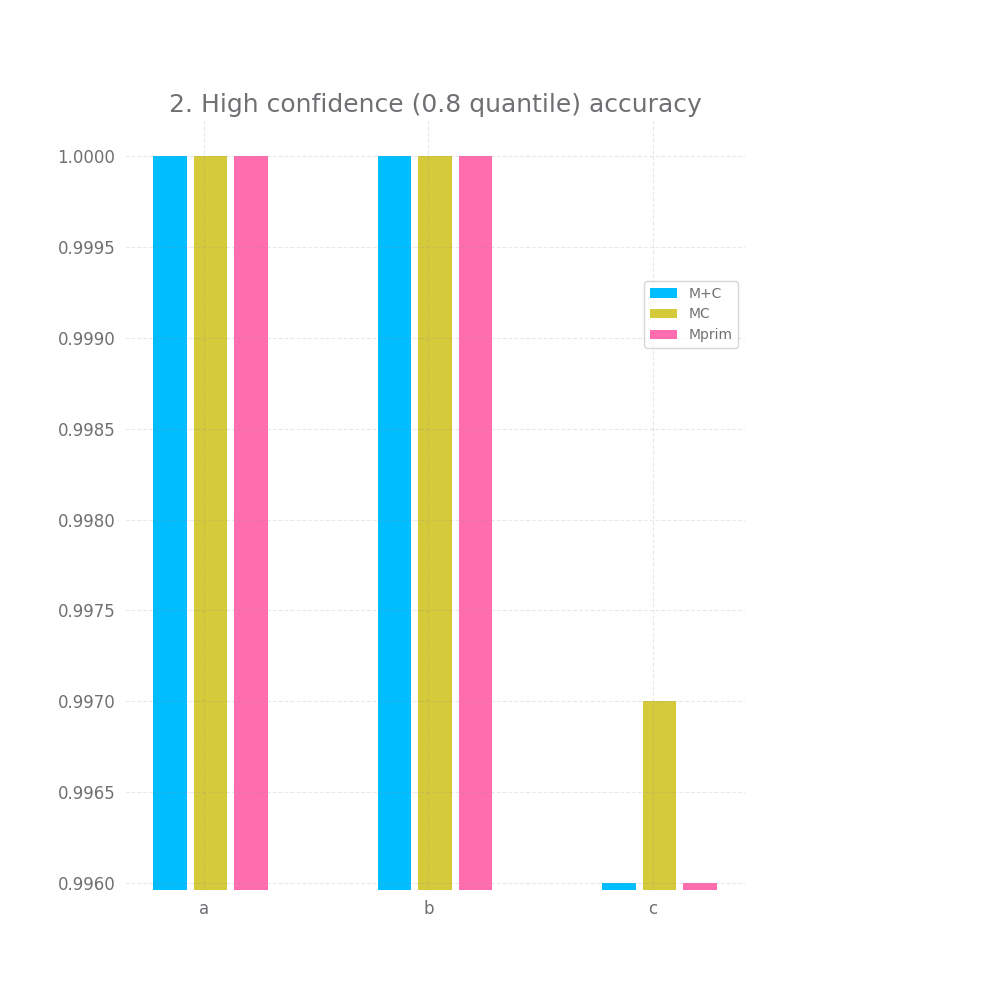 2. High confidence (0.8 quantile) accuracy
1.0000
0.9995
0.9990
0.9985
0.9980
0.9975
0.9970
0.9965
0.9960
M+C
MC
Mprim
a
b
c